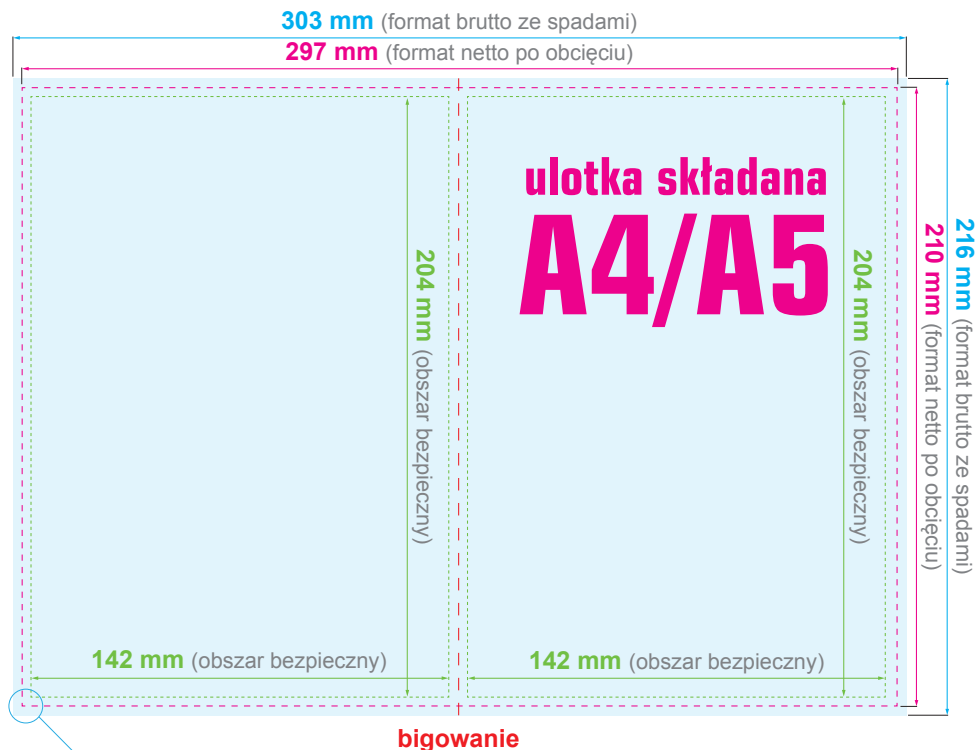 303 mm (format brutto ze spadami)
297 mm (format netto po obcięciu)
ulotka składana
A4/A5
204 mm (obszar bezpieczny)
204 mm (obszar bezpieczny)
210 mm (format netto po obcięciu)
216 mm (format brutto ze spadami)
142 mm (obszar bezpieczny)
142 mm (obszar bezpieczny)
bigowanie